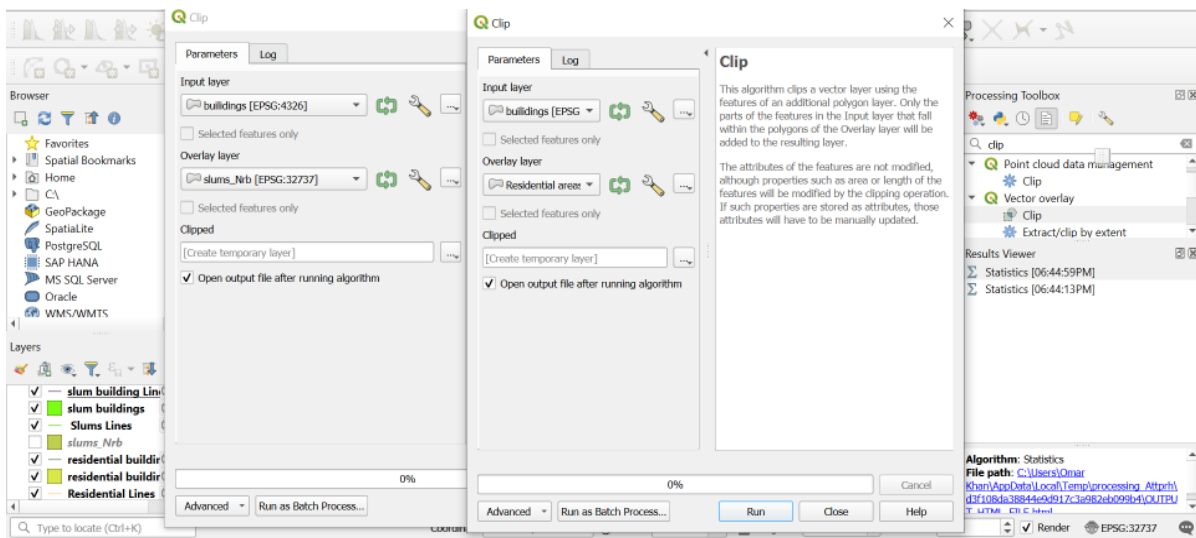 Clip
Parameters
Log
Input layer
builidings [EPSG:4326]
Selected features only
Overlay layer
slums_Nrb [EPSG:32737]
Selected features only
Clipped
[Create temporary layer]
Open output file after running algorithm
0%
Advanced
Run as Batch Process...
Clip
Parameters
Log
Input layer
builidings [EPSG
Selected features only
Overlay layer
Residential area
Selected features only
Clipped
[Create temporary layer]
Open output file after running algorithm
Clip
This algorithm clips a vector layer using the
features of an additional polygon layer. Only the
parts of the features in the Input layer that fall
within the polygons of the Overlay layer will be
added to the resulting layer.
The attributes of the features are not modified,
although properties such as area or length of the
features will be modified by the clipping operation.
If such properties are stored as attributes, those
attributes will have to be manually updated.
0%
Cancel
Advanced
Run as Batch Process...
Run
Close
Help
Browser
Favorites
Spatial Bookmarks
Home
C:\
GeoPackage
SpatiaLite
PostgreSQL
SAP HANA
MS SQL Server
Oracle
WMS/WMTS
Layers
slum building Lin
slum buildings
Slums Lines
slums_Nrb
residential buildir
residential buildir
Residential Lines
Type to locate (Ctrl+K)
Processing Toolbox
clip
Point cloud data management
Clip
Vector overlay
Clip
Extract/clip by extent
Results Viewer
Statistics [06:44:59PM]
Statistics [06:44:13PM]
Algorithm: Statistics
File path: C:\Users\Omar
Khan\AppData\Local\Temp\processing_Attprh\
d3f108da38844e9d917c3a982eb099b4\OUTPU
T_HTML_FILE.html
Render
EPSG:32737